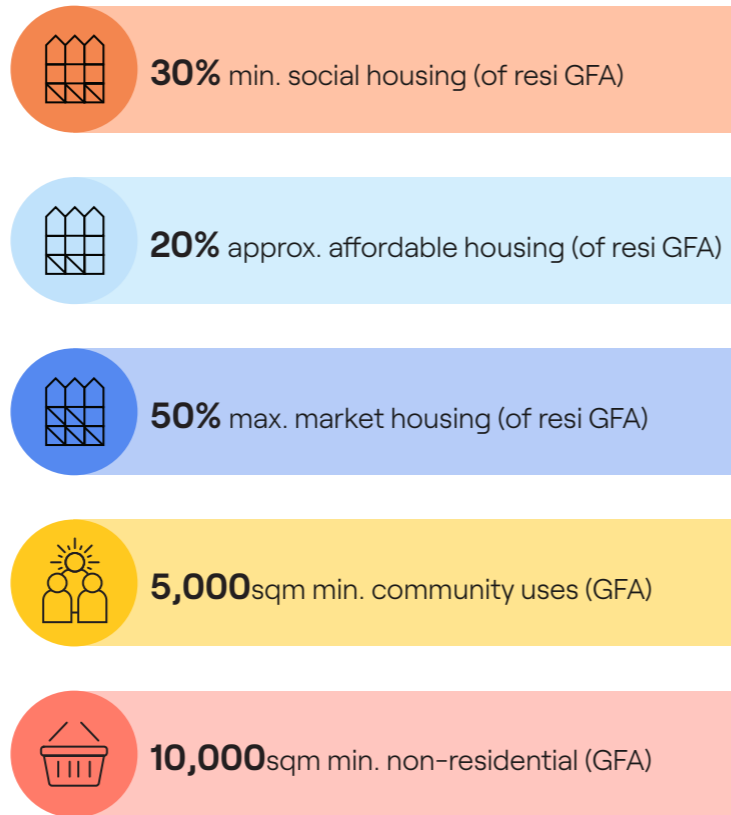 30% min. social housing (of resi GFA)
20% approx. affordable housing (of resi GFA)
50% max. market housing (of resi GFA)
5,000sqm min. community uses (GFA)
10,000sqm min. non-residential (GFA)